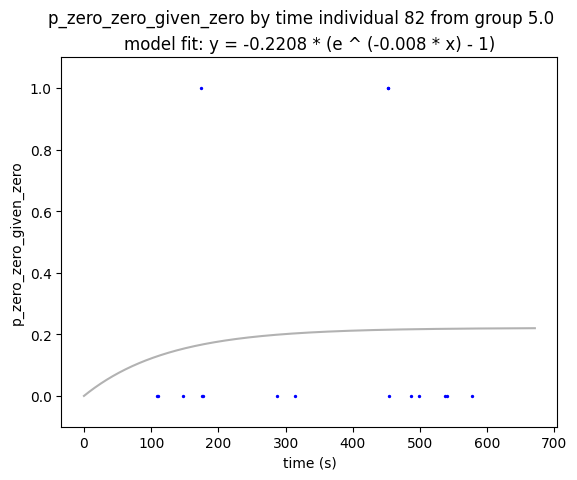 p_zero_zero_given_zero by time individual 82 from group 5.0
model fit: y = -0.2208 * (e ^ (-0.008 * x) - 1)
1.0
0.8
0.6
0.4
0.2
0.0
p_zero_zero_given_zero
0 100 200 300 400 500 600 700
time (s)